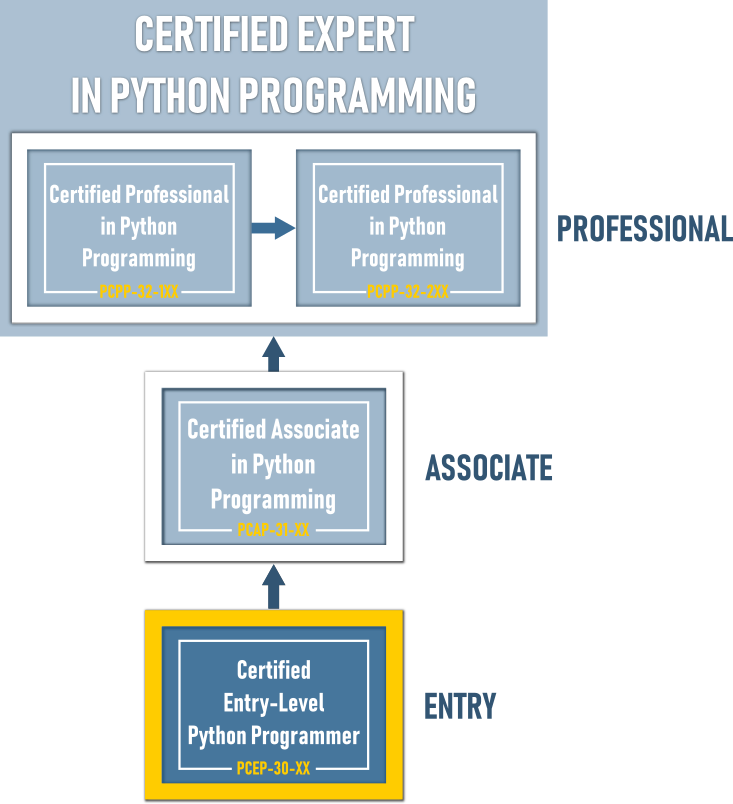 CERTIFIED EXPERT
IN PYTHON PROGRAMMING
Certified Professional
in Python
Programming
PCPP-32-1XX
Certified Professional
in Python
Programming
PCPP-32-2XX
PROFESSIONAL
Certified Associate
in Python
Programming
PCAP-31-XX
ASSOCIATE
Certified
Entry-Level
Python Programmer
PCEP-30-XX
ENTRY